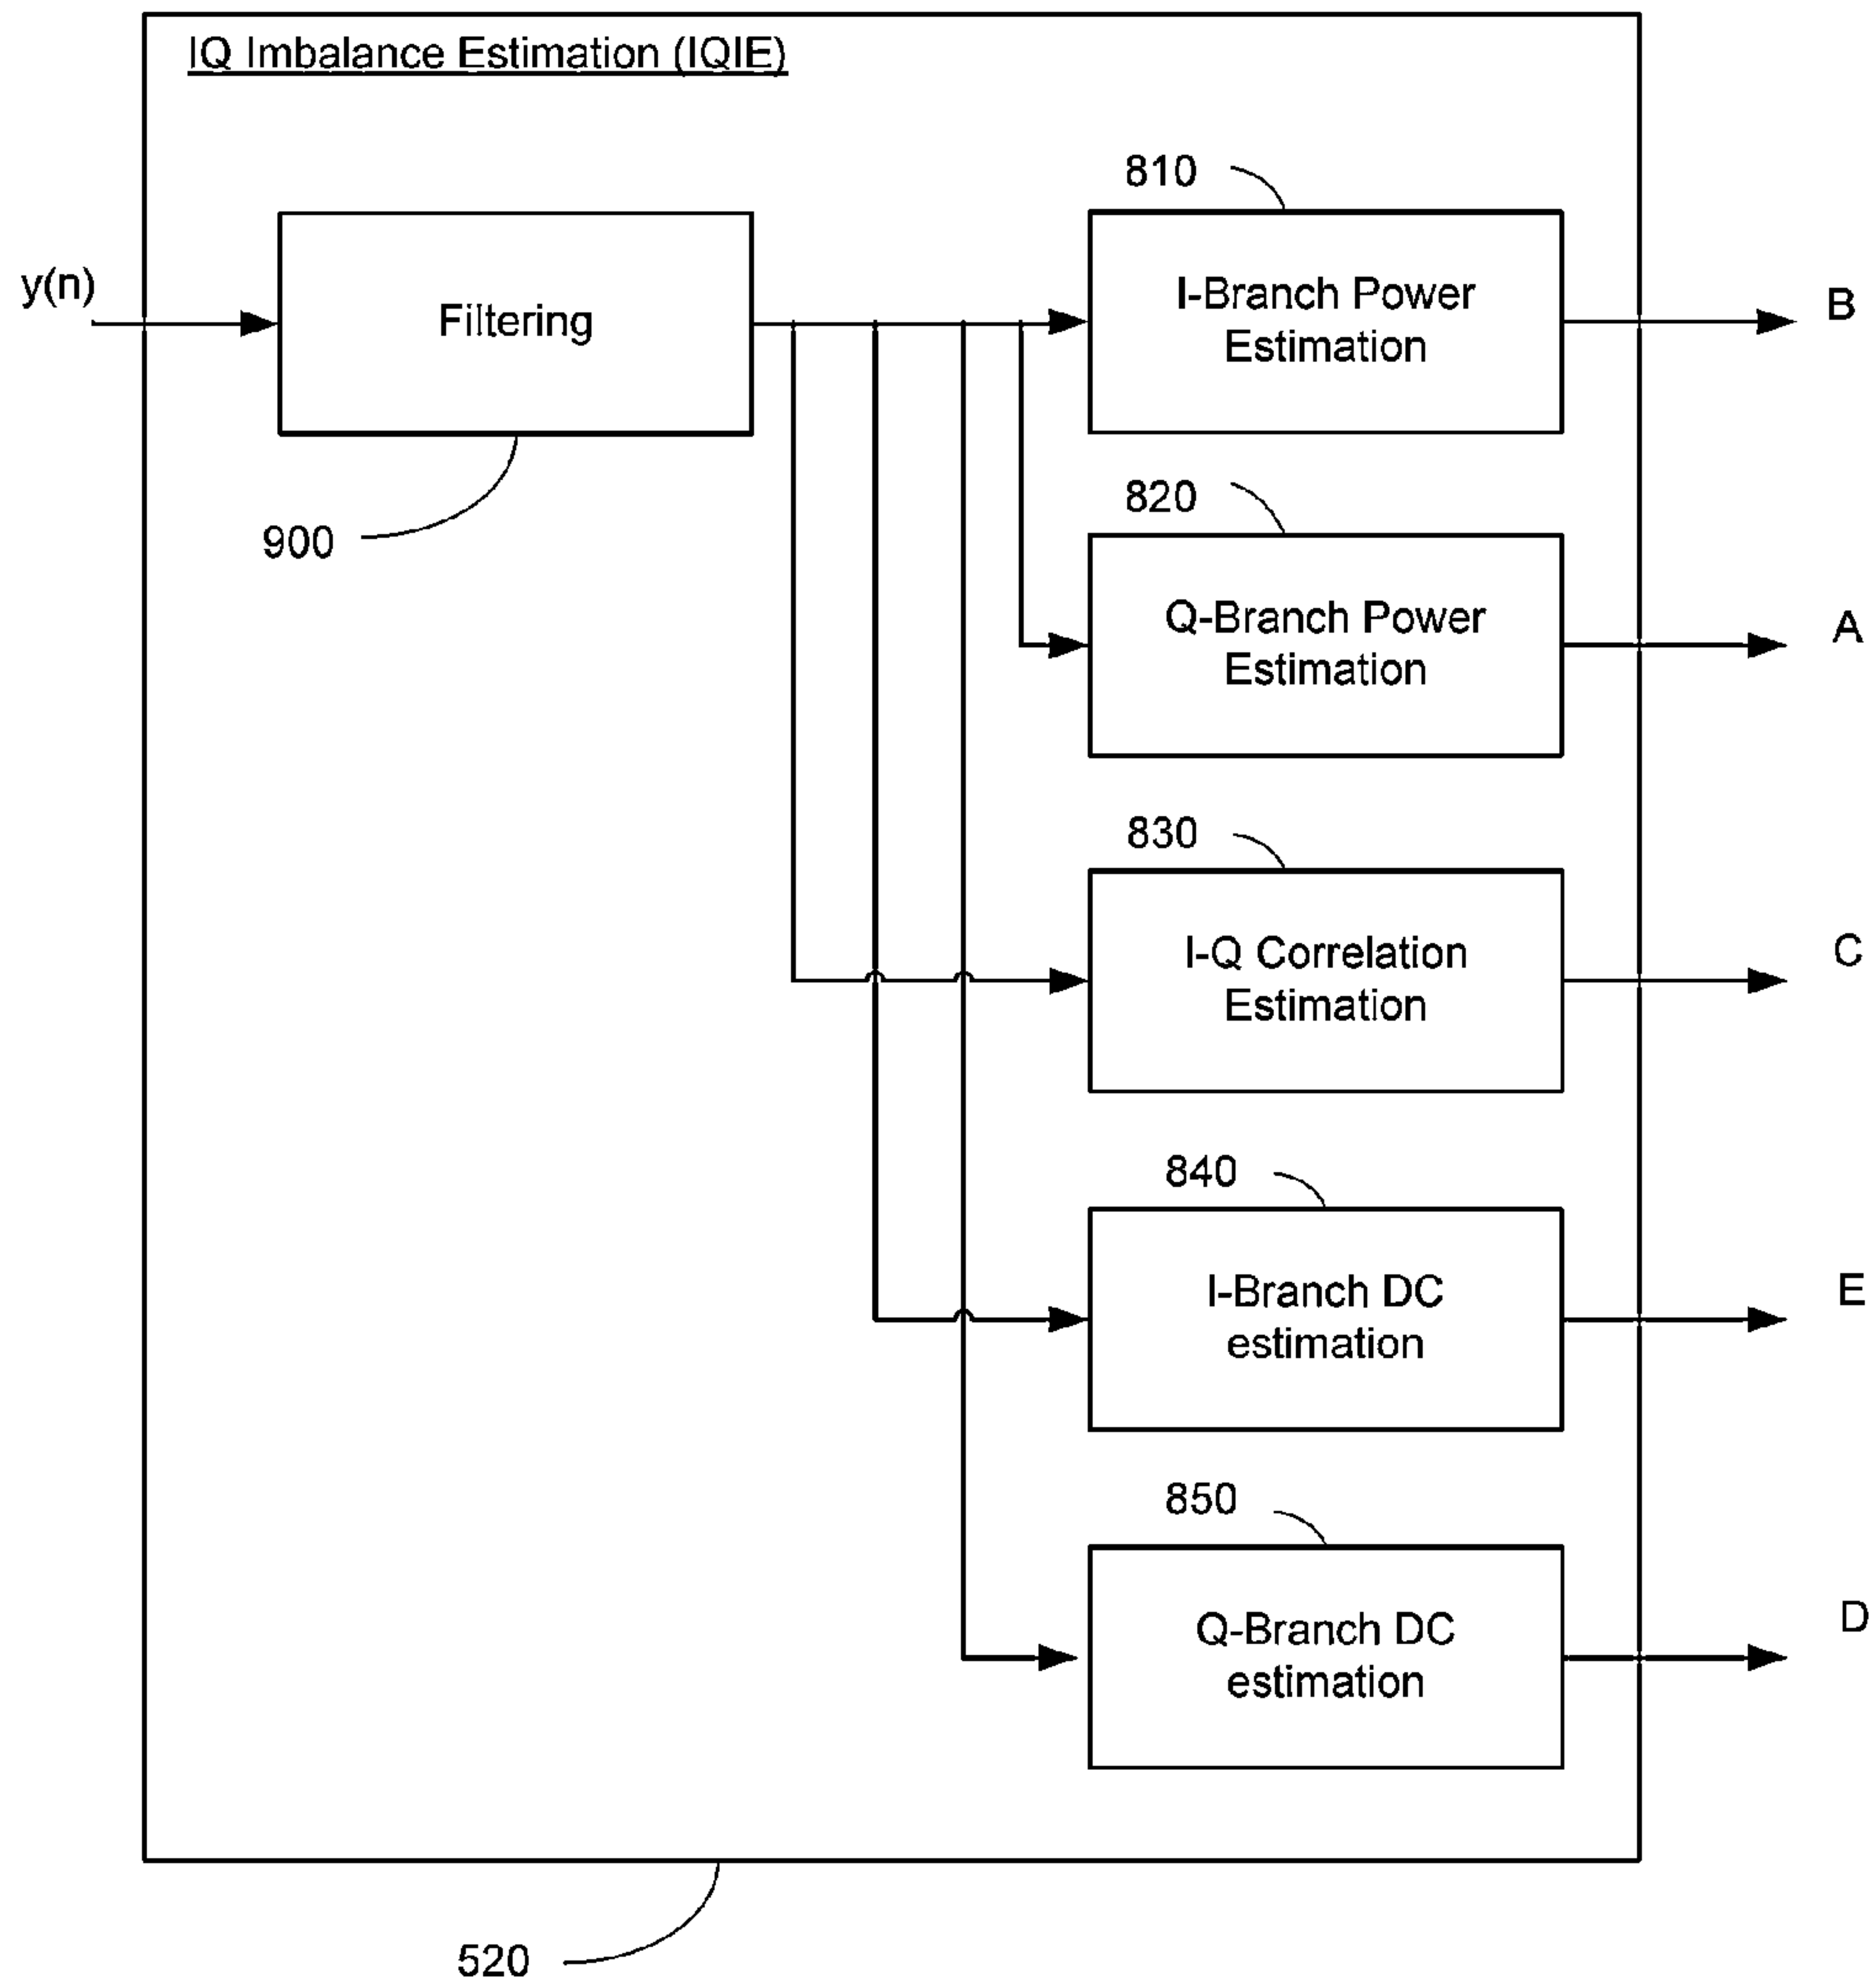 IQ Imbalance Estimation (IQIE)
810
y(n)
Filtering
I-Branch Power
Estimation
B
900
820
Q-Branch Power
Estimation
A
830
I-Q Correlation
Estimation
C
840
I-Branch DC
estimation
E
850
Q-Branch DC
estimation
D
520